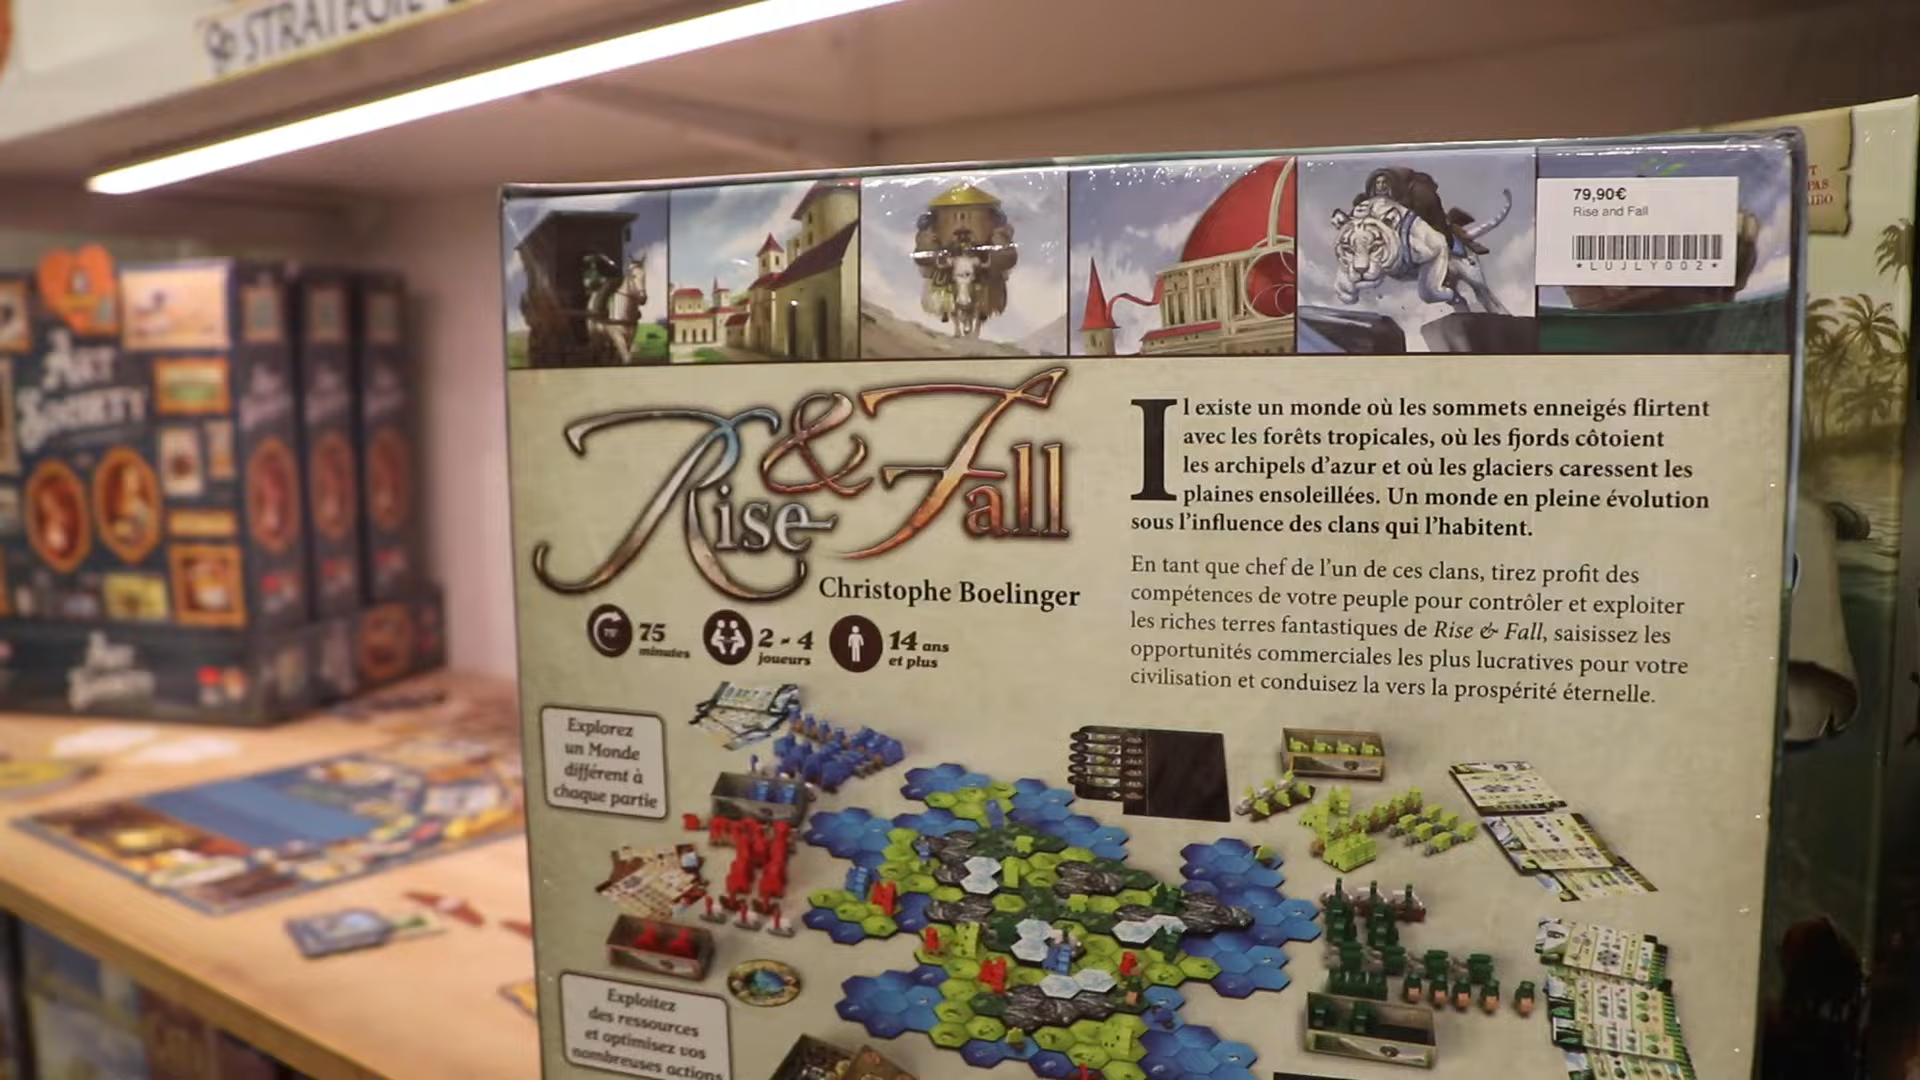 STRATÉGIE
79,90€
Rise and Fall
*LUJLY002*
ART
SOCIETY
Rise & Fall
Christophe Boelinger
75
minutes
2-4
joueurs
14 ans
et plus
Il existe un monde où les sommets enneigés flirtent
avec les forêts tropicales, où les fjords côtoient
les archipels d'azur et où les glaciers caressent les
plaines ensoleillées. Un monde en pleine évolution
sous l'influence des clans qui l'habitent.
En tant que chef de l'un de ces clans, tirez profit des
compétences de votre peuple pour contrôler et exploiter
les riches terres fantastiques de Rise & Fall, saisissez les
opportunités commerciales les plus lucratives pour votre
civilisation et conduisez la vers la prospérité éternelle.
Explorez
un Monde
différent à
chaque partie
Exploitez
des ressources
et optimisez vos
nombreuses actions